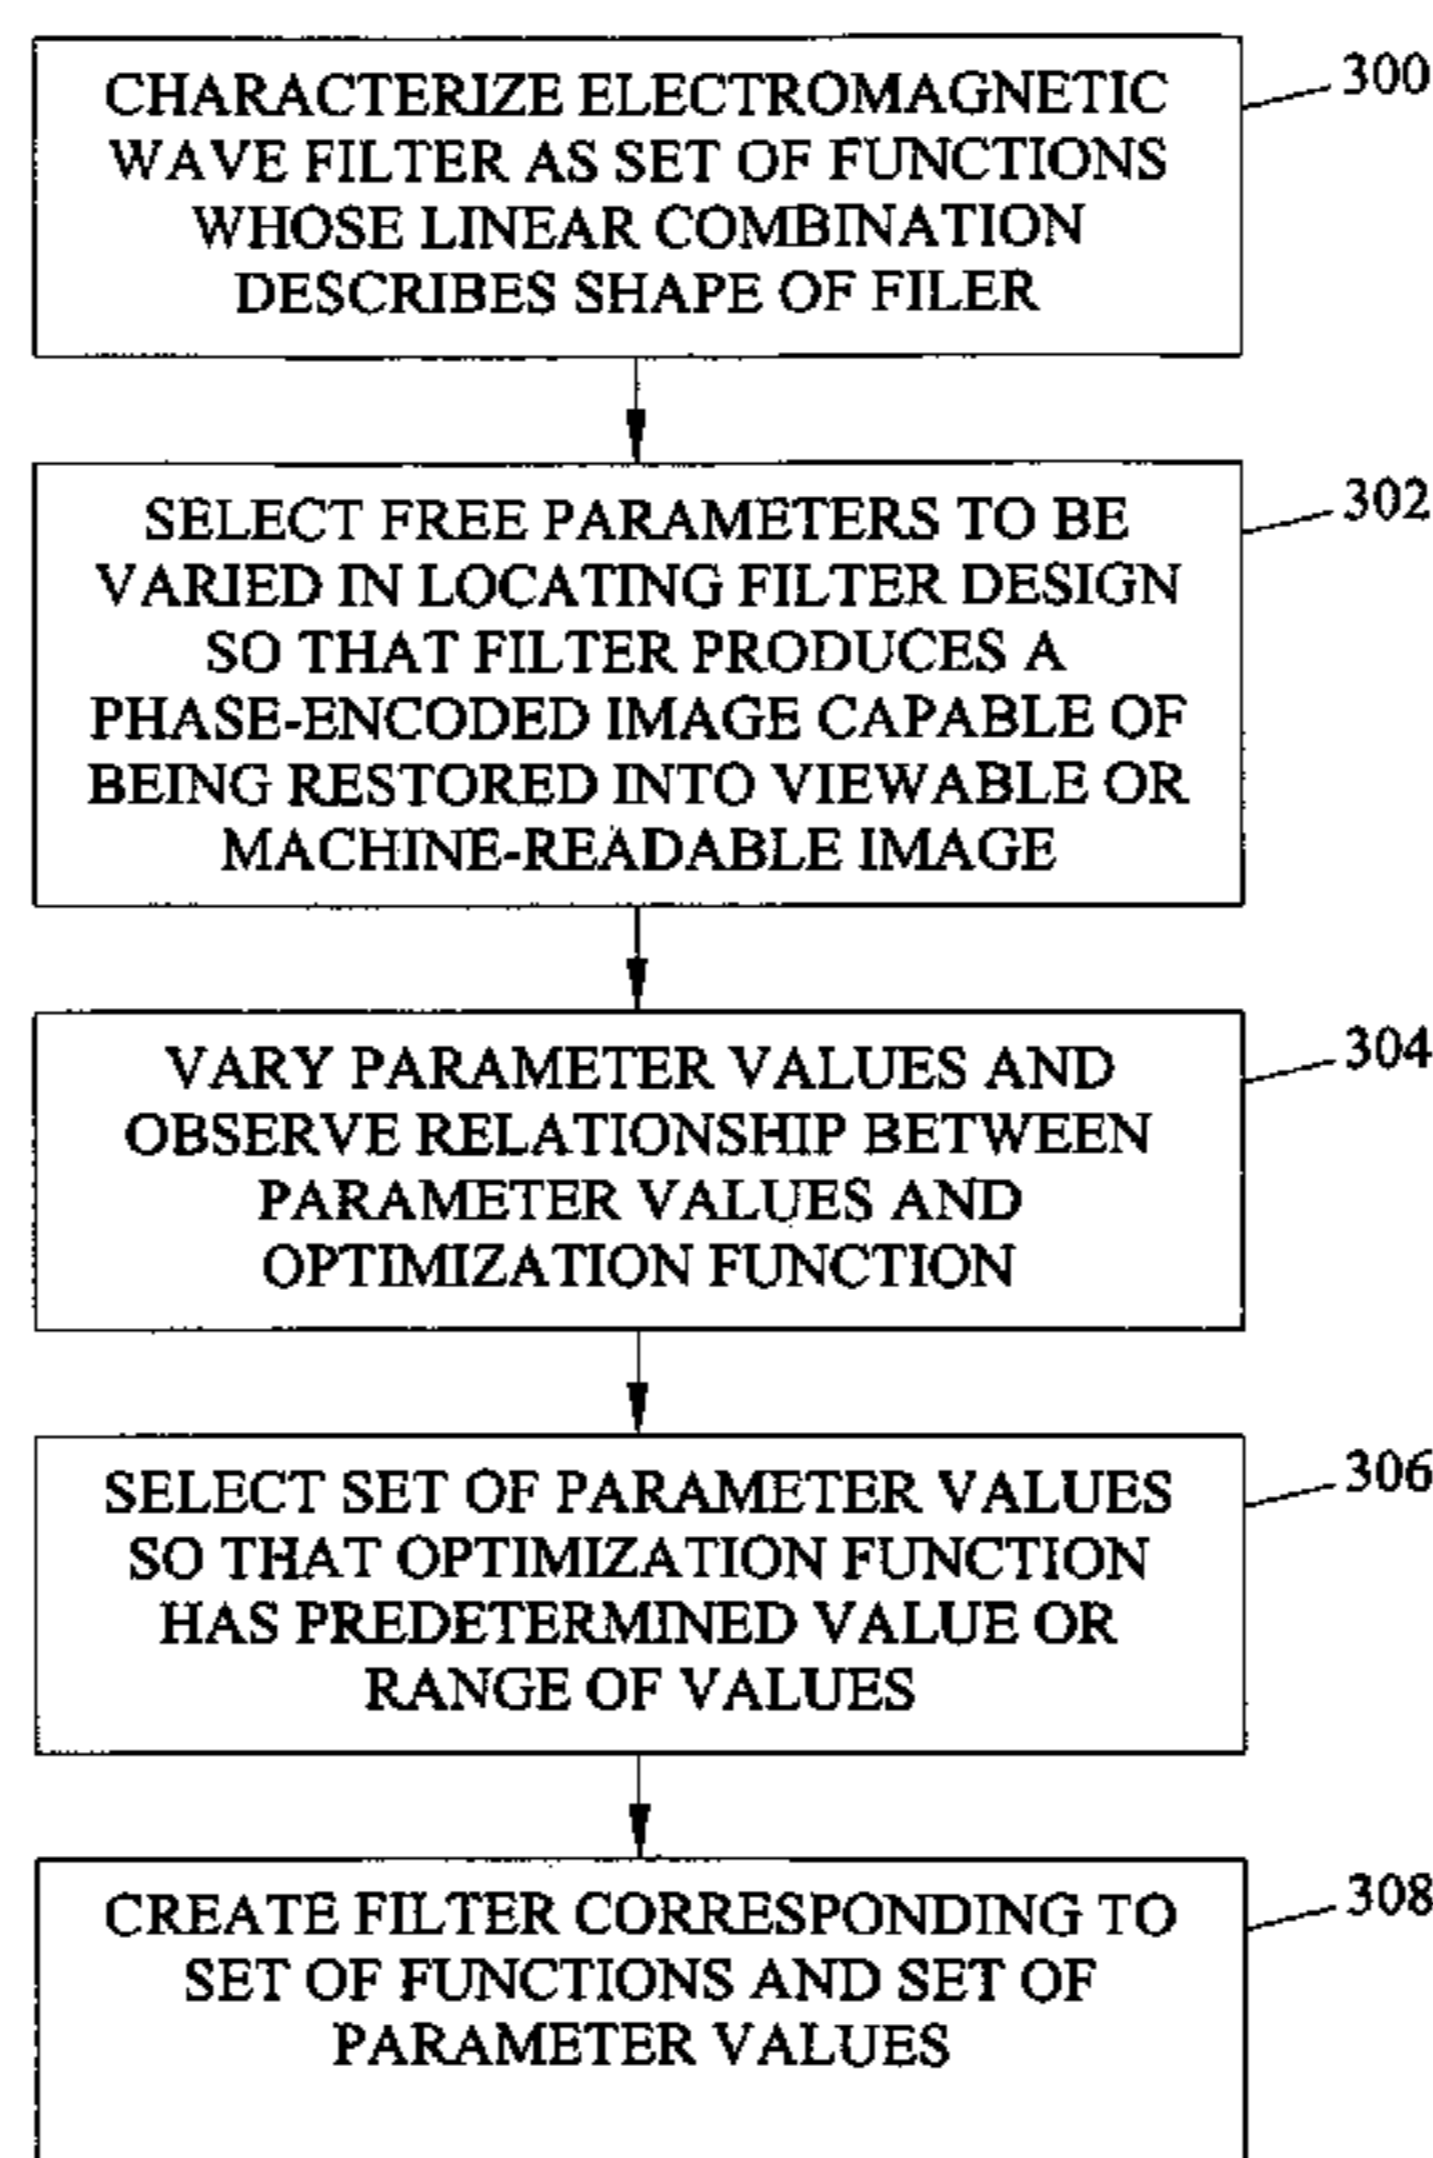 CHARACTERIZE ELECTROMAGNETIC
WAVE FILTER AS SET OF FUNCTIONS
WHOSE LINEAR COMBINATION
DESCRIBES SHAPE OF FILER
300
SELECT FREE PARAMETERS TO BE
VARIED IN LOCATING FILTER DESIGN
SO THAT FILTER PRODUCES A
PHASE-ENCODED IMAGE CAPABLE OF
BEING RESTORED INTO VIEWABLE OR
MACHINE-READABLE IMAGE
302
VARY PARAMETER VALUES AND
OBSERVE RELATIONSHIP BETWEEN
PARAMETER VALUES AND
OPTIMIZATION FUNCTION
304
SELECT SET OF PARAMETER VALUES
SO THAT OPTIMIZATION FUNCTION
HAS PREDETERMINED VALUE OR
RANGE OF VALUES
306
CREATE FILTER CORRESPONDING TO
SET OF FUNCTIONS AND SET OF
PARAMETER VALUES
308